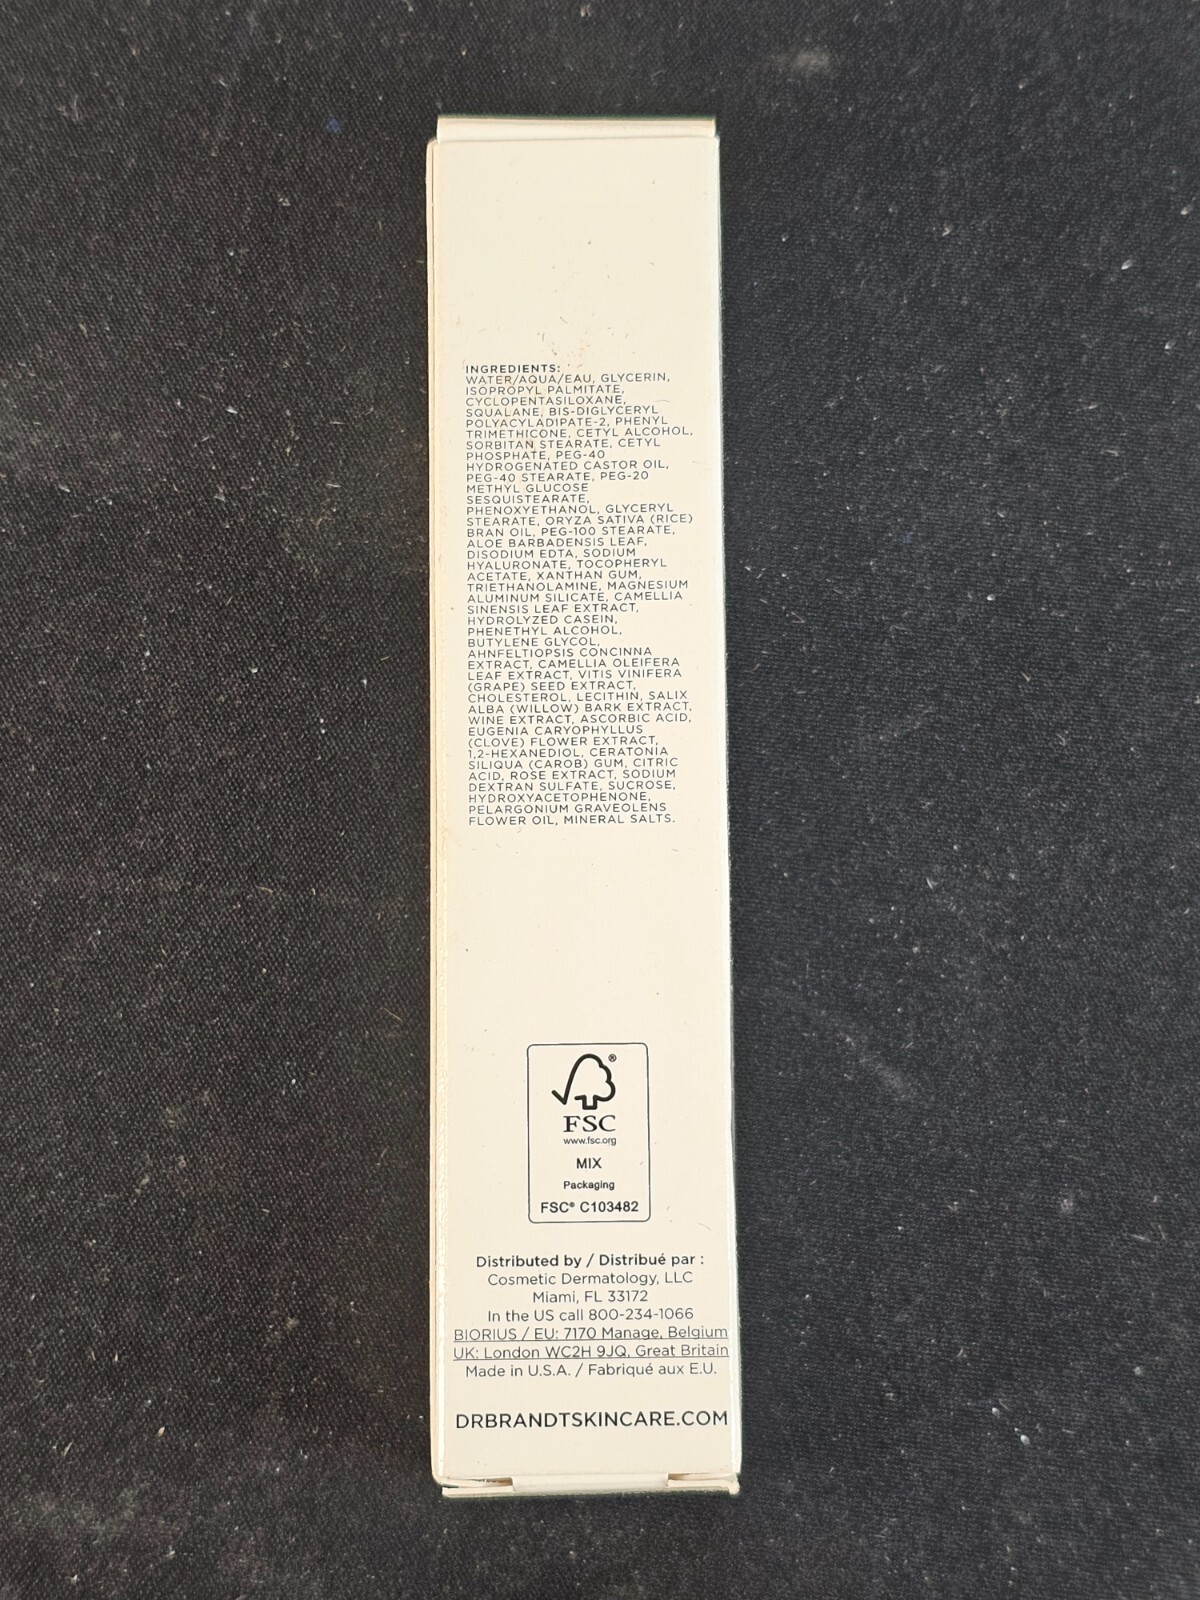 INGREDIENTS:
WATER/AQUA/EAU, GLYCERIN,
ISOPROPYL PALMITATE,
CYCLOPENTASILOXANE,
SQUALANE, BIS-DIGLYCERYL
POLYACYLADIPATE-2, PHENYL
TRIMETHICONE, CETYL ALCOHOL,
SORBITAN STEARATE, CETYL
PHOSPHATE, PEG-40
HYDROGENATED CASTOR OIL,
PEG-40 STEARATE, PEG-20
METHYL GLUCOSE
SESQUISTEARATE,
PHENOXYETHANOL, GLYCERYL
STEARATE, ORYZA SATIVA (RICE)
BRAN OIL, PEG-100 STEARATE,
ALOE BARBADENSIS LEAF,
DISODIUM EDTA, SODIUM
HYALURONATE, TOCOPHERYL
ACETATE, XANTHAN GUM,
TRIETHANOLAMINE, MAGNESIUM
ALUMINUM SILICATE, CAMELLIA
SINENSIS LEAF EXTRACT,
HYDROLYZED CASEIN,
PHENETHYL ALCOHOL,
BUTYLENE GLYCOL,
AHNFELTIOPSIS CONCINNA
EXTRACT, CAMELLIA OLEIFERA
LEAF EXTRACT, VITIS VINIFERA
(GRAPE) SEED EXTRACT,
CHOLESTEROL, LECITHIN, SALIX
ALBA (WILLOW) BARK EXTRACT,
WINE EXTRACT, ASCORBIC ACID,
EUGENIA CARYOPHYLLUS
(CLOVE) FLOWER EXTRACT,
1,2-HEXANEDIOL, CERATONIA
SILIQUA (CAROB) GUM, CITRIC
ACID, ROSE EXTRACT, SODIUM
DEXTRAN SULFATE, SUCROSE,
HYDROXYACETOPHENONE,
PELARGONIUM GRAVEOLENS
FLOWER OIL, MINERAL SALTS.
®
FSC
www.fsc.org
MIX
Packaging
FSC® C103482
Distributed by / Distribué par :
Cosmetic Dermatology, LLC
Miami, FL 33172
In the US call 800-234-1066
BIORIUS / EU: 7170 Manage, Belgium
UK: London WC2H 9JQ, Great Britain
Made in U.S.A. / Fabriqué aux E.U.
DRBRANDTSKINCARE.COM